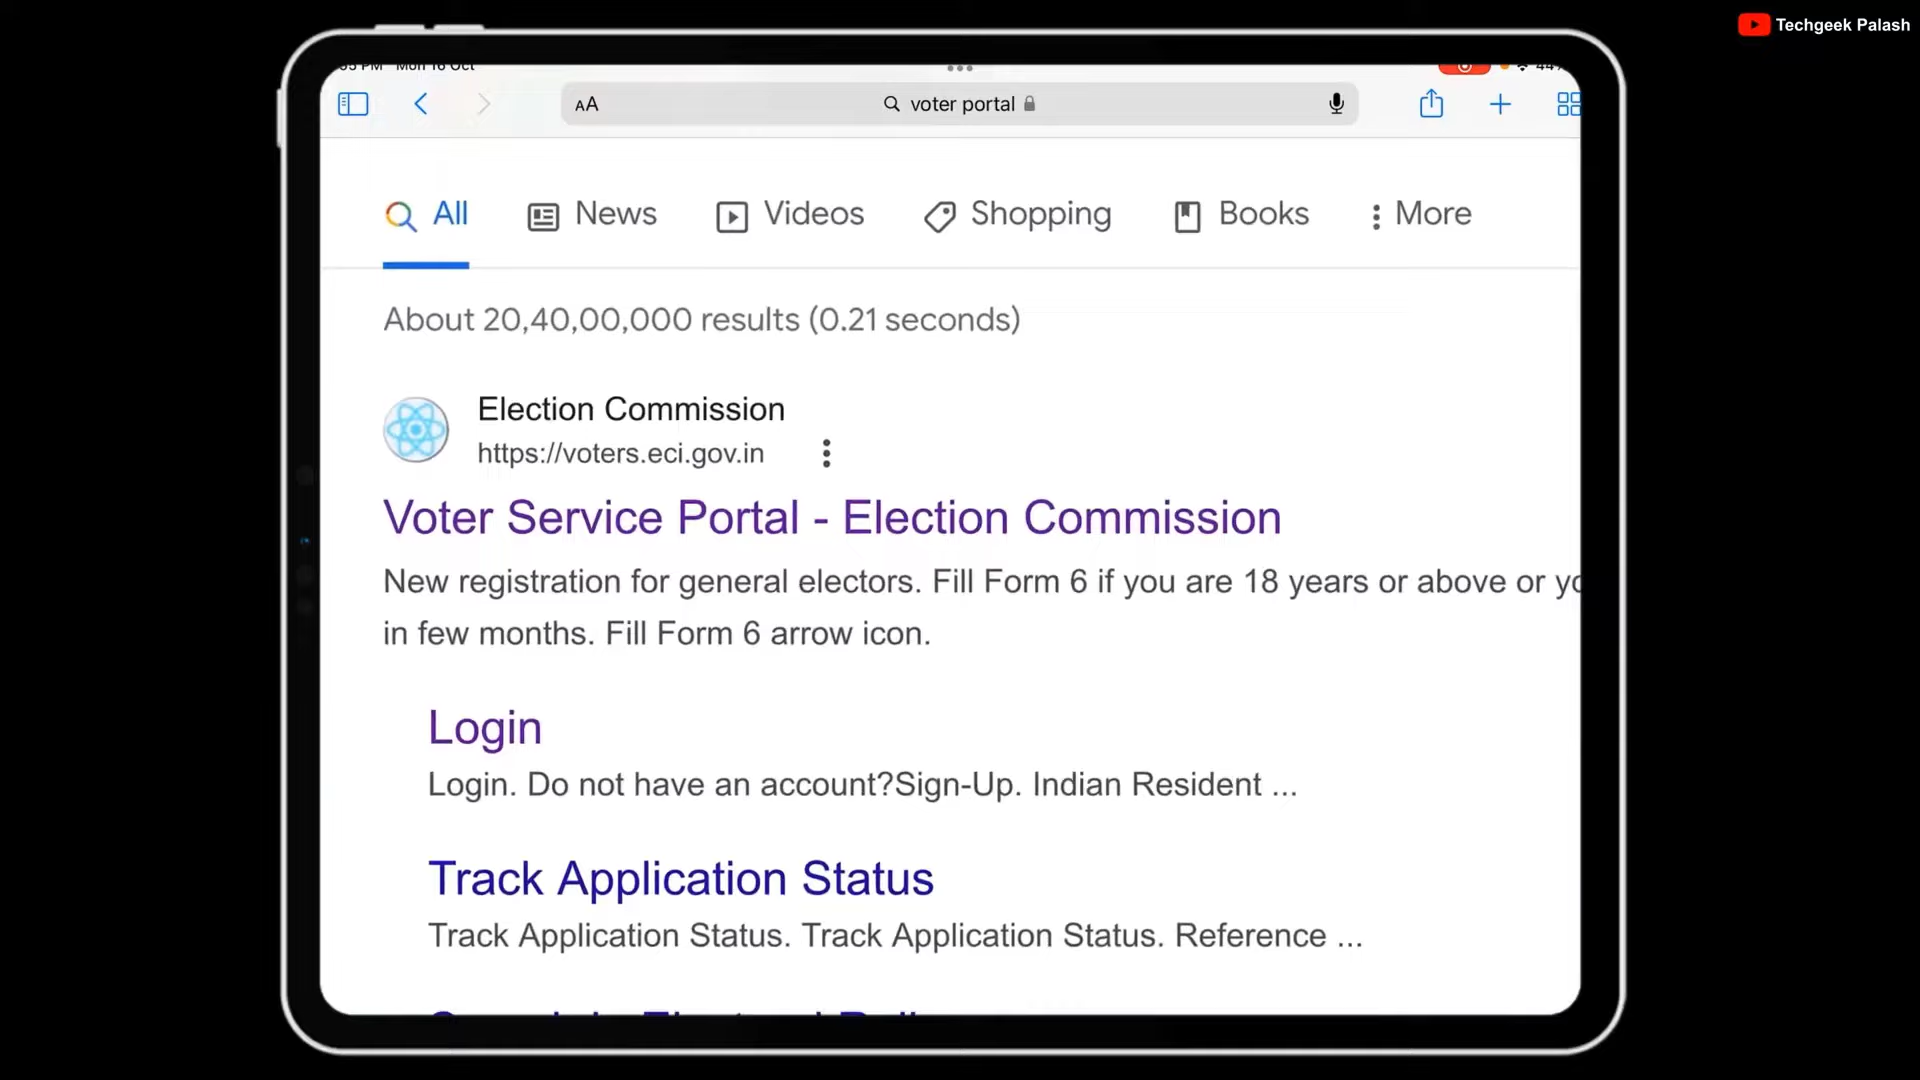 Techgeek Palash
Mon 16 Oct
AA
voter portal
All
News
Videos
Shopping
Books
More
About 20,40,00,000 results (0.21 seconds)
Election Commission
https://voters.eci.gov.in
Voter Service Portal - Election Commission
New registration for general electors. Fill Form 6 if you are 18 years or above or
in few months. Fill Form 6 arrow icon.
Login
Login. Do not have an account?Sign-Up. Indian Resident ...
Track Application Status
Track Application Status. Track Application Status. Reference ...